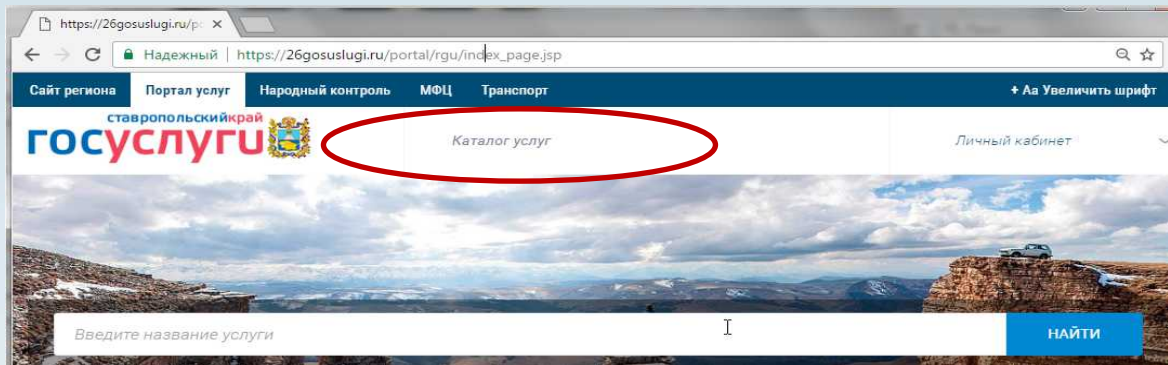 https://26gosuslugi.ru/pc
Надежный | https://26gosuslugi.ru/portal/rgu/index_page.jsp
Сайт региона Портал услуг Народный контроль МФЦ Транспорт + Аа Увеличить шрифт
ставропольскийкрай
госуслуги
Каталог услуг Личный кабинет
Введите название услуги НАЙТИ